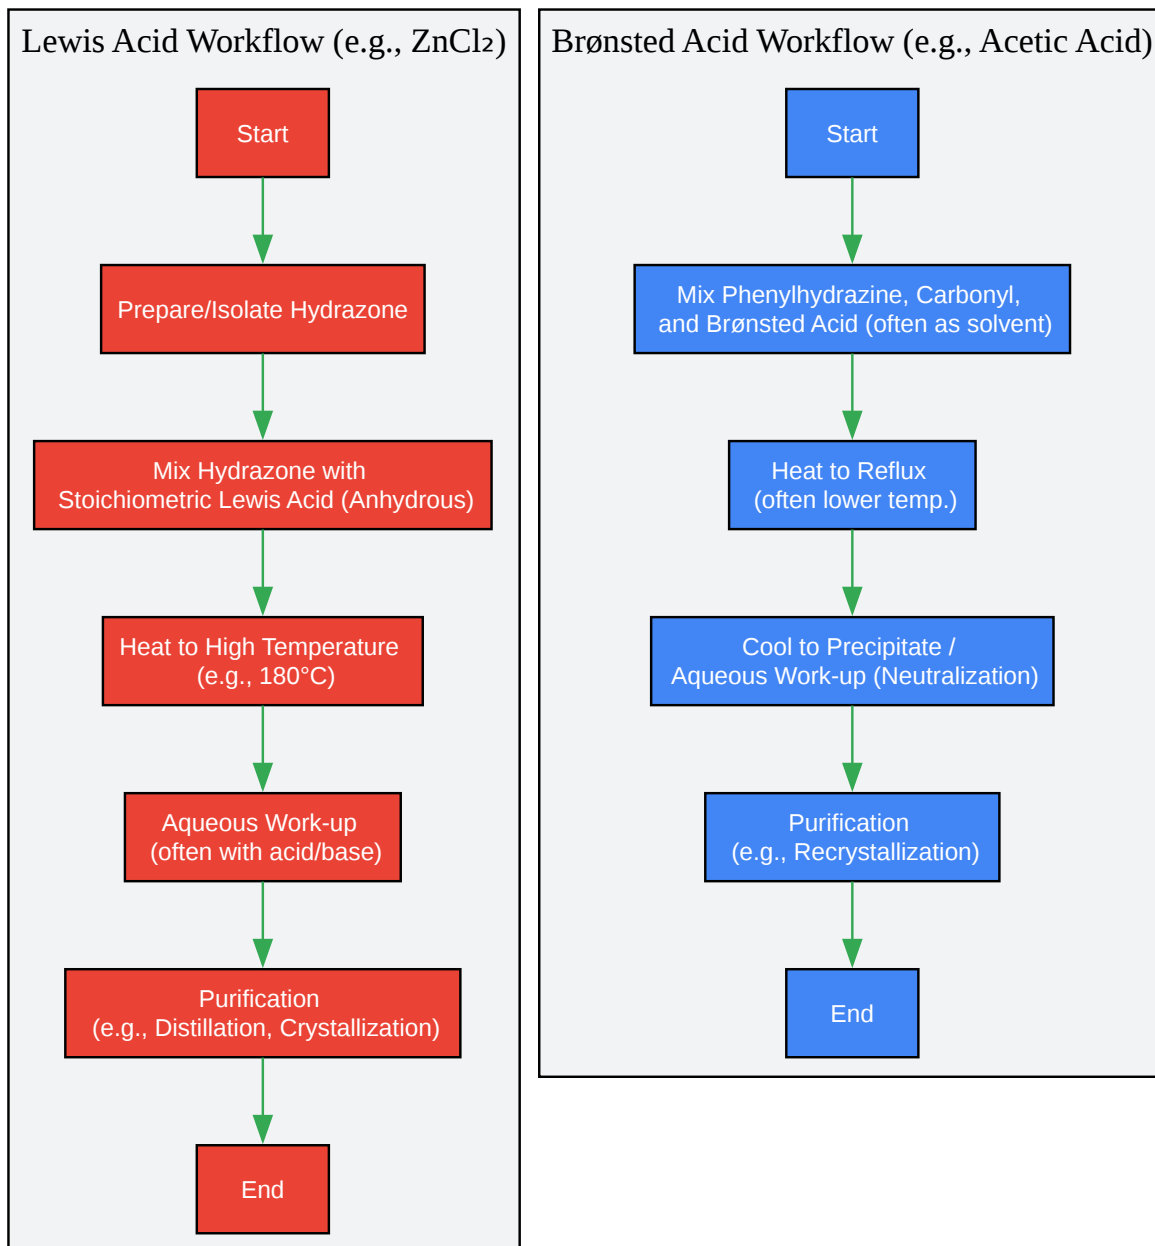 Lewis Acid Workflow (e.g., ZnCl₂)
Start
Prepare/Isolate Hydrazone
Mix Hydrazone with
Stoichiometric Lewis Acid (Anhydrous)
Heat to High Temperature
(e.g., 180°C)
Aqueous Work-up
(often with acid/base)
Purification
(e.g., Distillation, Crystallization)
End
Brønsted Acid Workflow (e.g., Acetic Acid)
Start
Mix Phenylhydrazine, Carbonyl,
and Brønsted Acid (often as solvent)
Heat to Reflux
(often lower temp.)
Cool to Precipitate /
Aqueous Work-up (Neutralization)
Purification
(e.g., Recrystallization)
End